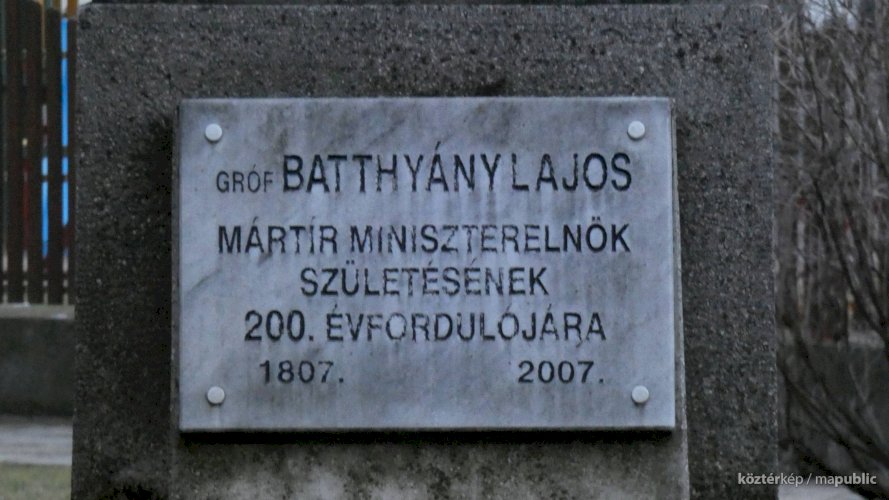 GRÓF BATTHYÁNY LAJOS
MÁRTÍR MINISZTERELNÖK
SZÜLETÉSÉNEK
200. ÉVFORDULÓJÁRA
1807. 2007.
köztérkép / mapublic